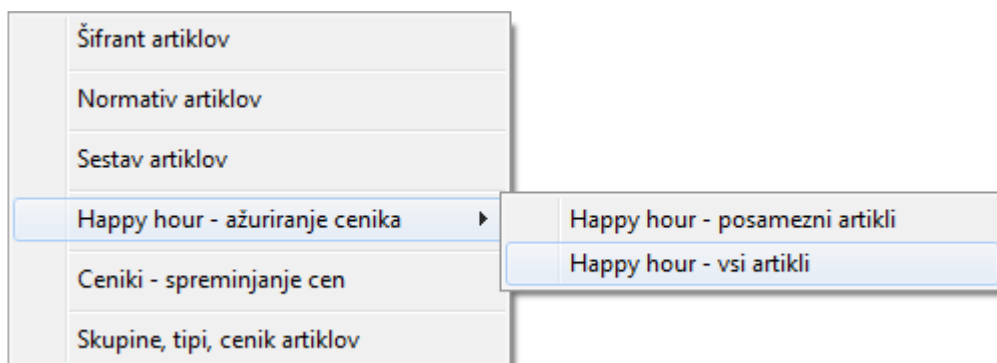 Šifrant artiklov
Normativ artiklov
Sestav artiklov
Happy hour - ažuriranje cenika
Happy hour - posamezni artikli
Happy hour - vsi artikli
Ceniki - spreminjanje cen
Skupine, tipi, cenik artiklov